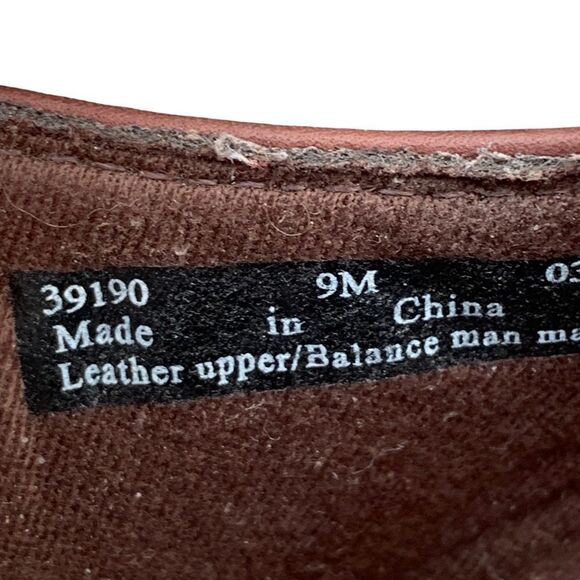 39190 9M 03
Made in China
Leather upper/Balance man ma